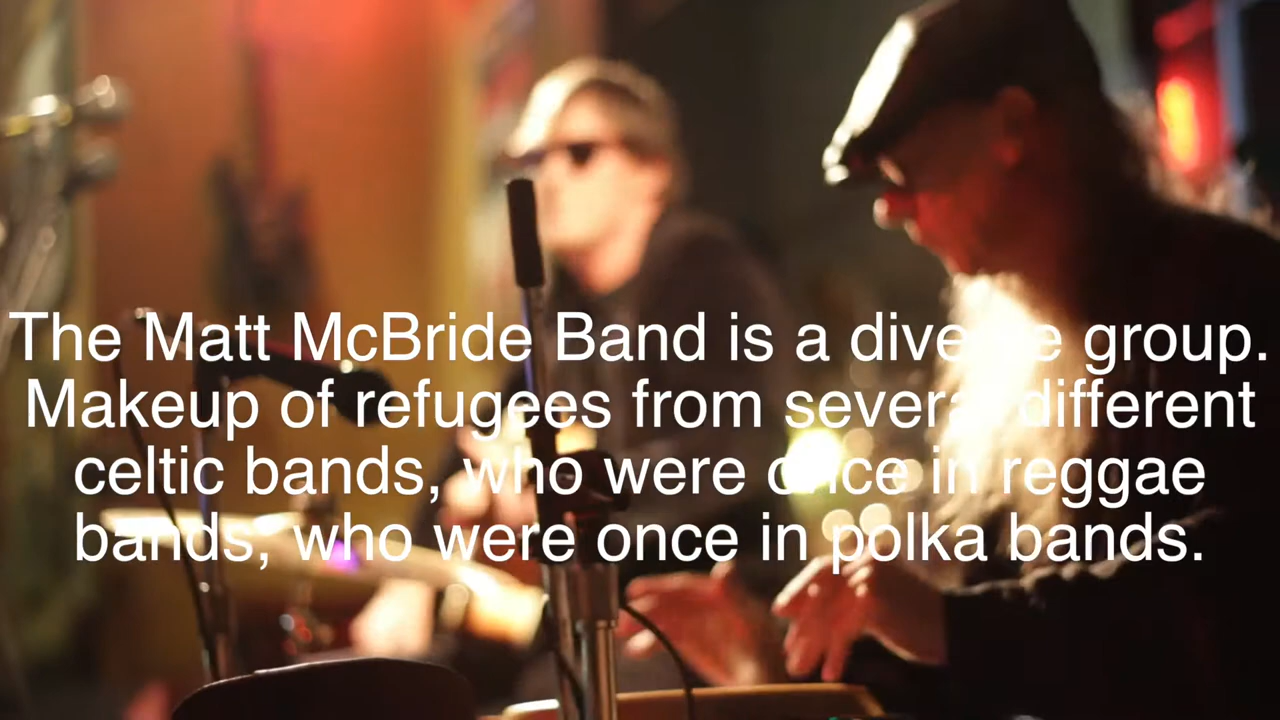 The Matt McBride Band is a diverse group.
Makeup of refugees from several different
celtic bands, who were once in reggae
bands, who were once in polka bands.